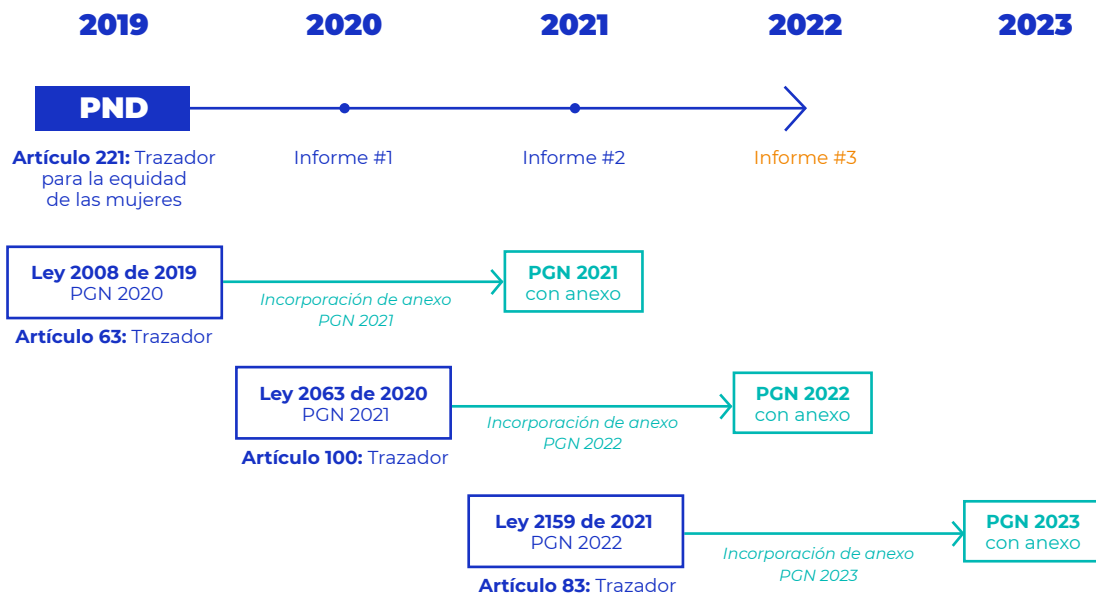 2019
2020
2021
2022
2023
PND
Artículo 221: Trazador
para la equidad
de las mujeres
Informe #1
Informe #2
Informe #3
Ley 2008 de 2019
PGN 2020
Artículo 63: Trazador
Incorporación de anexo
PGN 2021
PGN 2021
con anexo
Ley 2063 de 2020
PGN 2021
Artículo 100: Trazador
Incorporación de anexo
PGN 2022
PGN 2022
con anexo
Ley 2159 de 2021
PGN 2022
Artículo 83: Trazador
Incorporación de anexo
PGN 2023
PGN 2023
con anexo